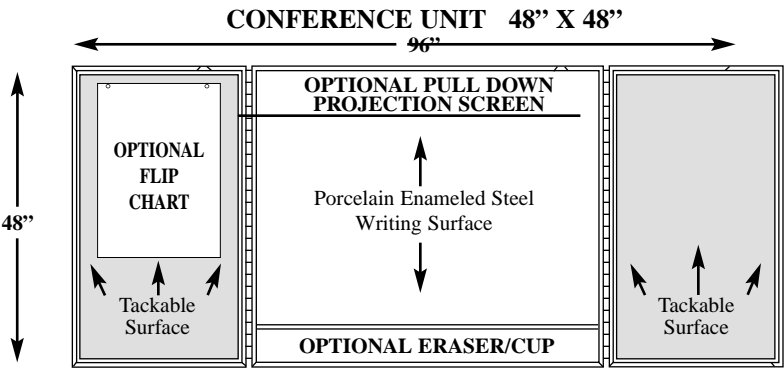 CONFERENCE UNIT 48” X 48”
96”
OPTIONAL PULL DOWN
PROJECTION SCREEN
OPTIONAL
FLIP
CHART
48”
Porcelain Enameled Steel
Writing Surface
Tackable
Surface
Tackable
Surface
OPTIONAL ERASER/CUP